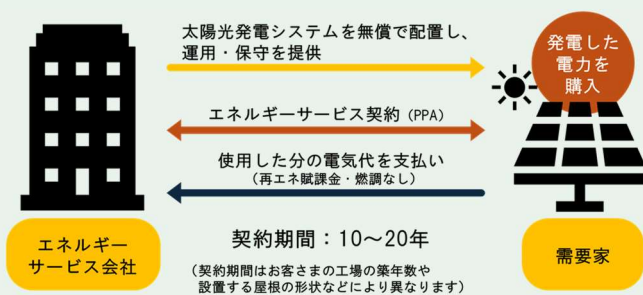 太陽光発電システムを無償で配置し、
運用・保守を提供
発電した
電力を
購入
エネルギーサービス契約（PPA）
使用した分の電気代を支払い
（再エネ賦課金・燃調なし）
エネルギー
サービス会社
契約期間：10〜20年
（契約期間はお客さまの工場の築年数や
設置する屋根の形状などにより異なります）
需要家